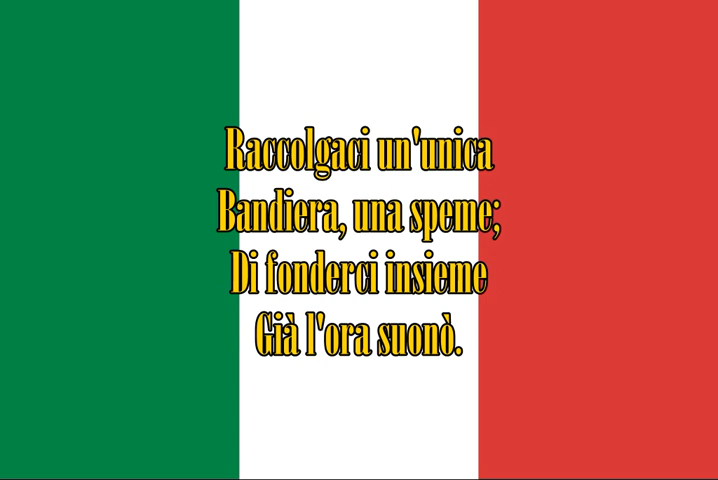 Raccolgaci un'unica
Bandiera, una speme;
Di fonderci insieme
Già l'ora suonò.